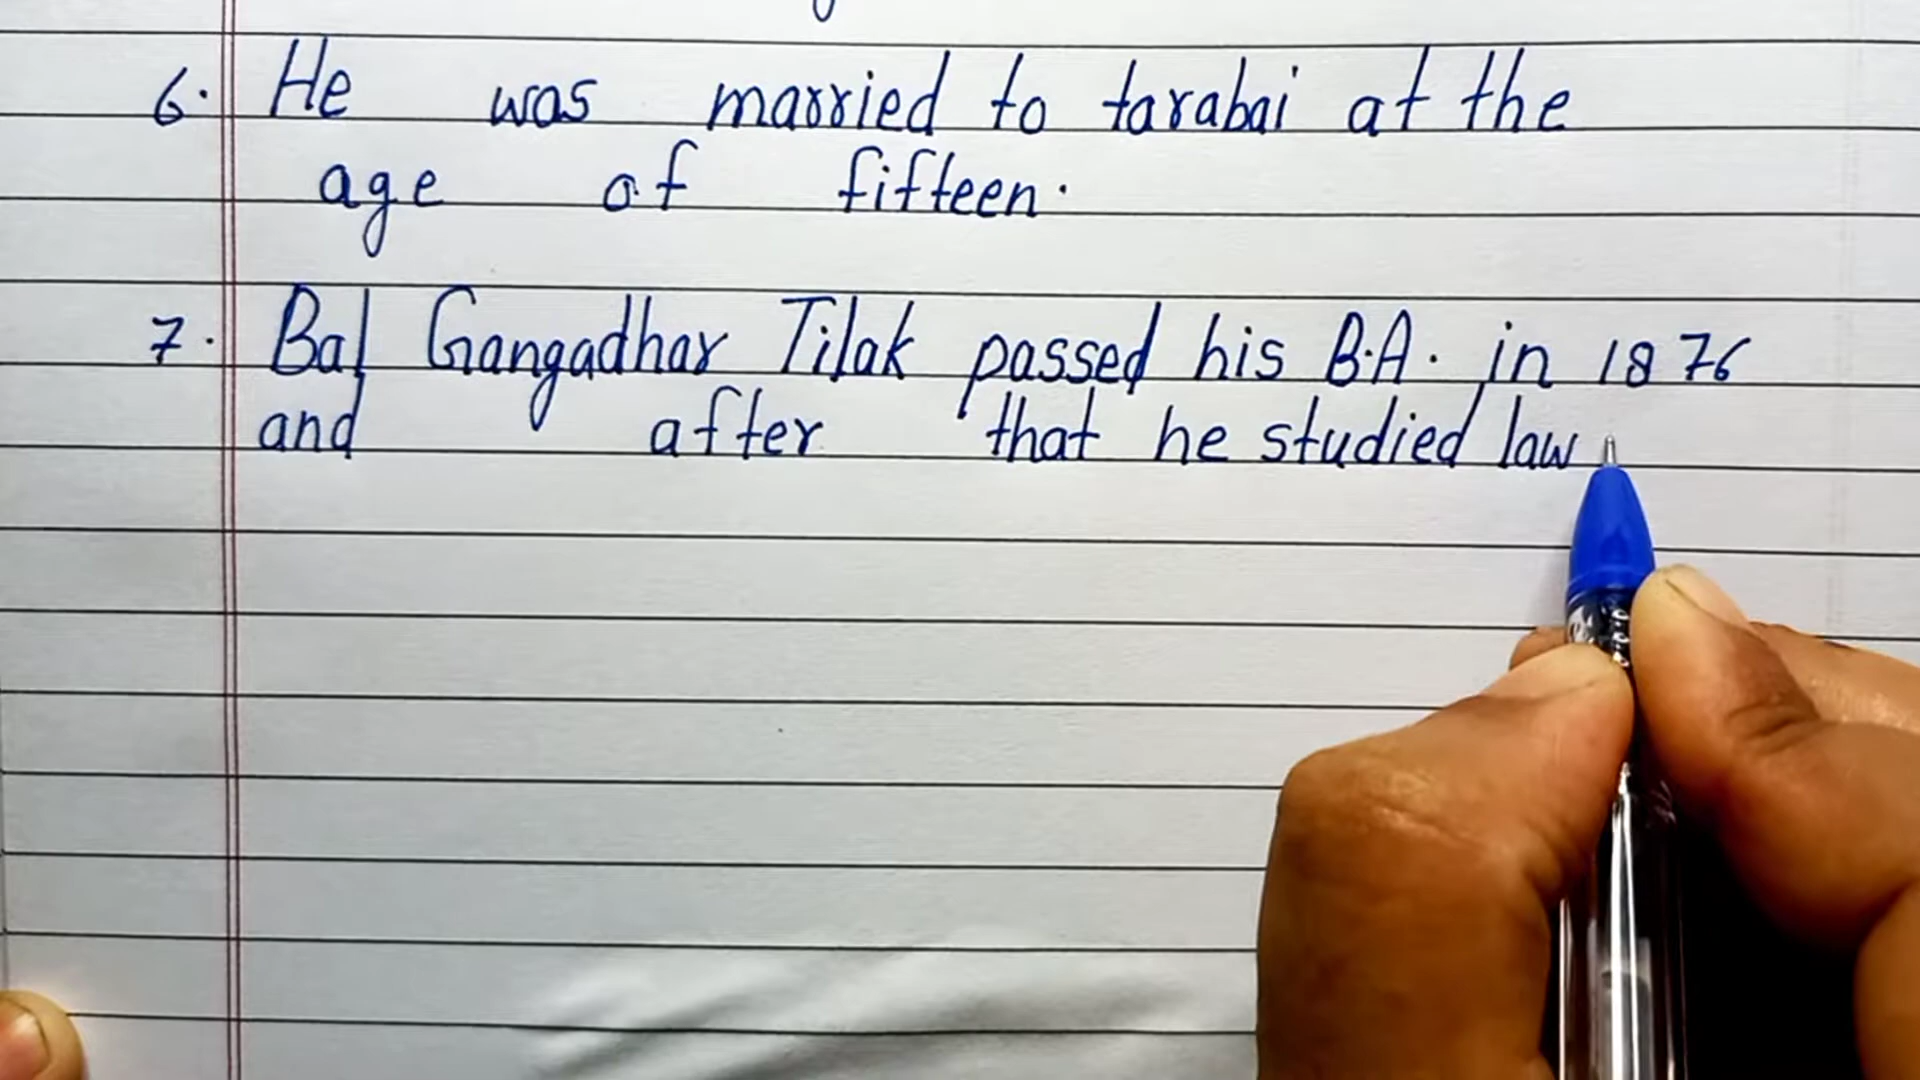 6. He was married to tarabai at the
age of fifteen.
7. Bal Gangadhar Tilak passed his B.A. in 1876
and after that he studied law